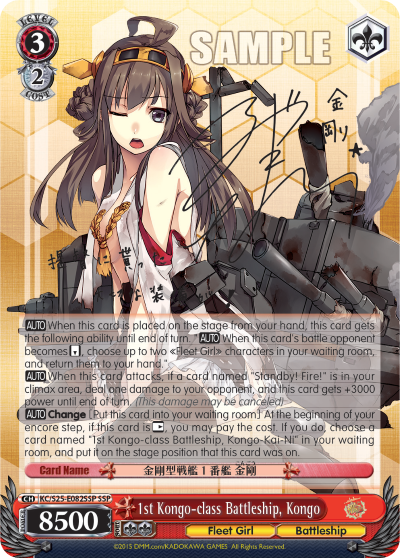 LEVEL
3
2
COST
SAMPLE
金剛
AUTO When this card is placed on the stage from your hand, this card gets
the following ability until end of turn. "AUTO When this card's battle opponent
becomes, choose up to two «Fleet Girl» characters in your waiting room,
and return them to your hand."
AUTO When this card attacks, if a card named "Standby! Fire!" is in your
climax area, deal one damage to your opponent, and this card gets +3000
power until end of turn. (This damage may be canceled)
AUTO Change [Put this card into your waiting room] At the beginning of your
encore step, if this card is, you may pay the cost. If you do, choose a
card named "1st Kongo-class Battleship, Kongo-Kai-Ni" in your waiting
room, and put it on the stage position that this card was on.
Card Name 金剛型戦艦1番艦 金剛
CH KC/S25-E082SSP SSP
1st Kongo-class Battleship, Kongo
POWER 8500 SOUL
Fleet Girl Battleship
©2015 DMM.com/KADOKAWA GAMES All Rights Reserved.